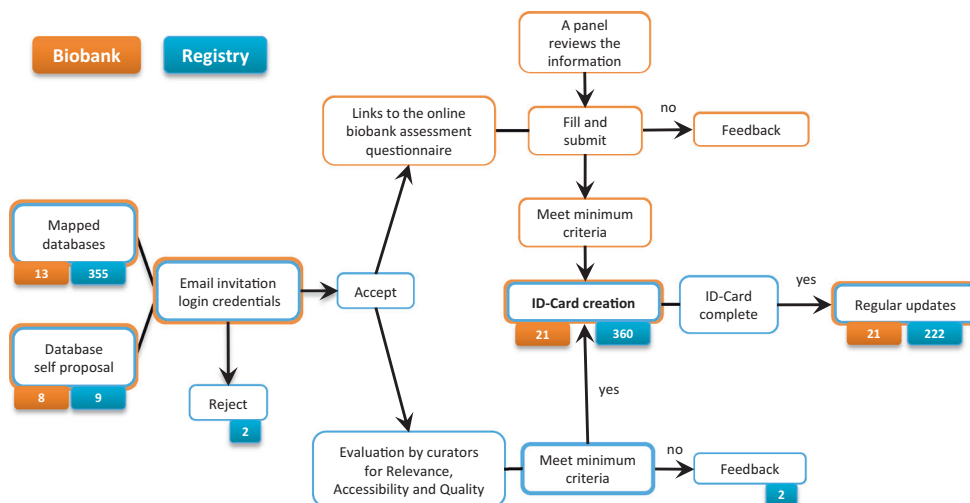 Biobank
Registry
A panel
reviews the
information
Links to the online
biobank assessment
questionnaire
Fill and
submit
no
Feedback
Mapped
databases
13
355
Meet minimum
criteria
Email invitation
login credentials
Accept
ID-Card creation
21
360
ID-Card
complete
yes
Regular updates
21
222
Database
self proposal
8
9
Reject
2
yes
Evaluation by curators
for Relevance,
Accessibility and Quality
Meet minimum
criteria
no
Feedback
2